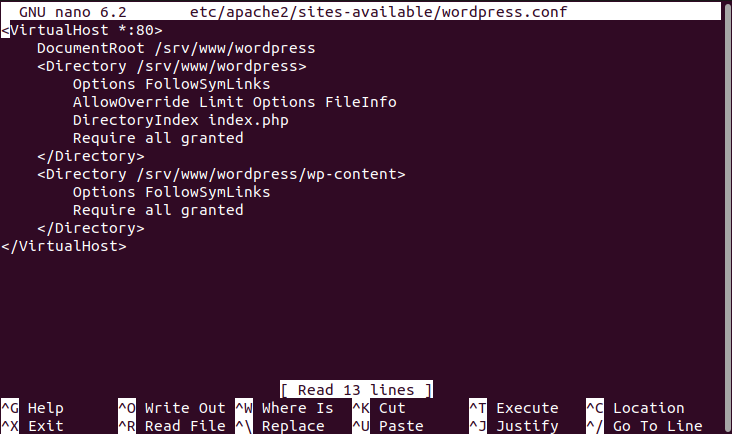 GNU nano 6.2 etc/apache2/sites-available/wordpress.conf
<VirtualHost *:80>
    DocumentRoot /srv/www/wordpress
    <Directory /srv/www/wordpress>
        Options FollowSymLinks
        AllowOverride Limit Options FileInfo
        DirectoryIndex index.php
        Require all granted
    </Directory>
    <Directory /srv/www/wordpress/wp-content>
        Options FollowSymLinks
        Require all granted
    </Directory>
</VirtualHost>
[ Read 13 lines ]
^G Help ^O Write Out ^W Where Is ^K Cut ^T Execute ^C Location
^X Exit ^R Read File ^\ Replace ^U Paste ^J Justify ^/ Go To Line